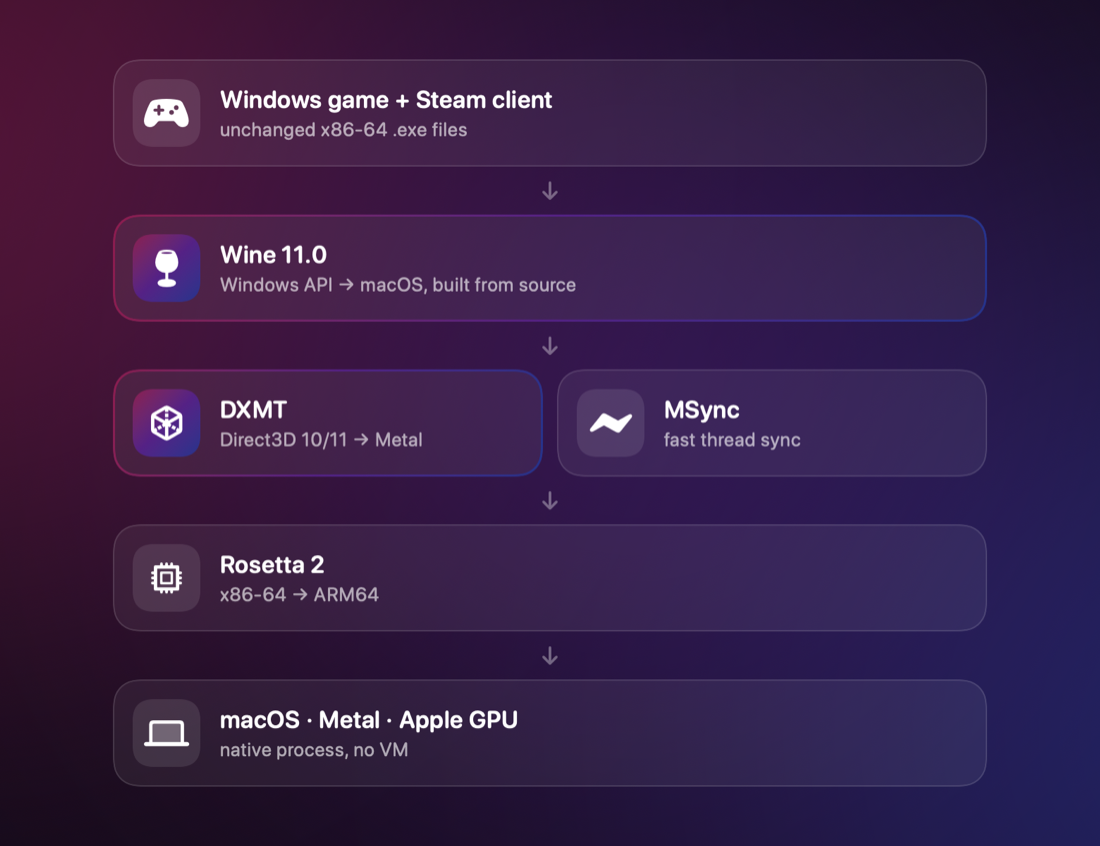 Windows game + Steam client
unchanged x86-64 .exe files
Wine 11.0
Windows API → macOS, built from source
DXMT
Direct3D 10/11 → Metal
MSync
fast thread sync
Rosetta 2
x86-64 → ARM64
macOS · Metal · Apple GPU
native process, no VM